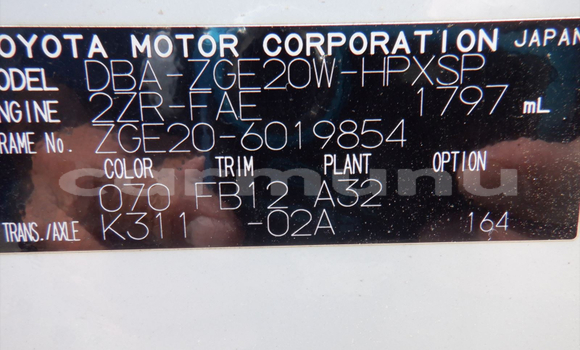 TOYOTA MOTOR CORPORATION JAPAN
MODEL DBA-ZGE20W-HPXSP
ENGINE 2ZR-FAE 1797 mL
FRAME No. ZGE20-6019854
COLOR TRIM PLANT OPTION
070 FB12 A32
TRANS./AXLE K311 -02A 164